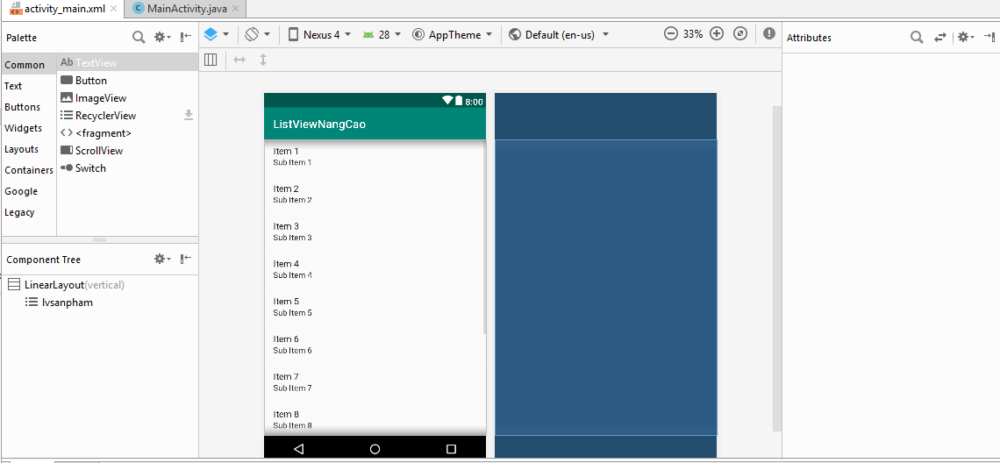 activity_main.xml
MainActivity.java
Palette
Nexus 4
28
AppTheme
Default (en-us)
33%
Attributes
Common
Text
Buttons
Widgets
Layouts
Containers
Google
Legacy
Ab TextView
Button
ImageView
RecyclerView
<> <fragment>
ScrollView
Switch
Component Tree
LinearLayout(vertical)
lvsanpham
8:00
ListViewNangCao
Item 1
Sub Item 1
Item 2
Sub Item 2
Item 3
Sub Item 3
Item 4
Sub Item 4
Item 5
Sub Item 5
Item 6
Sub Item 6
Item 7
Sub Item 7
Item 8
Sub Item 8